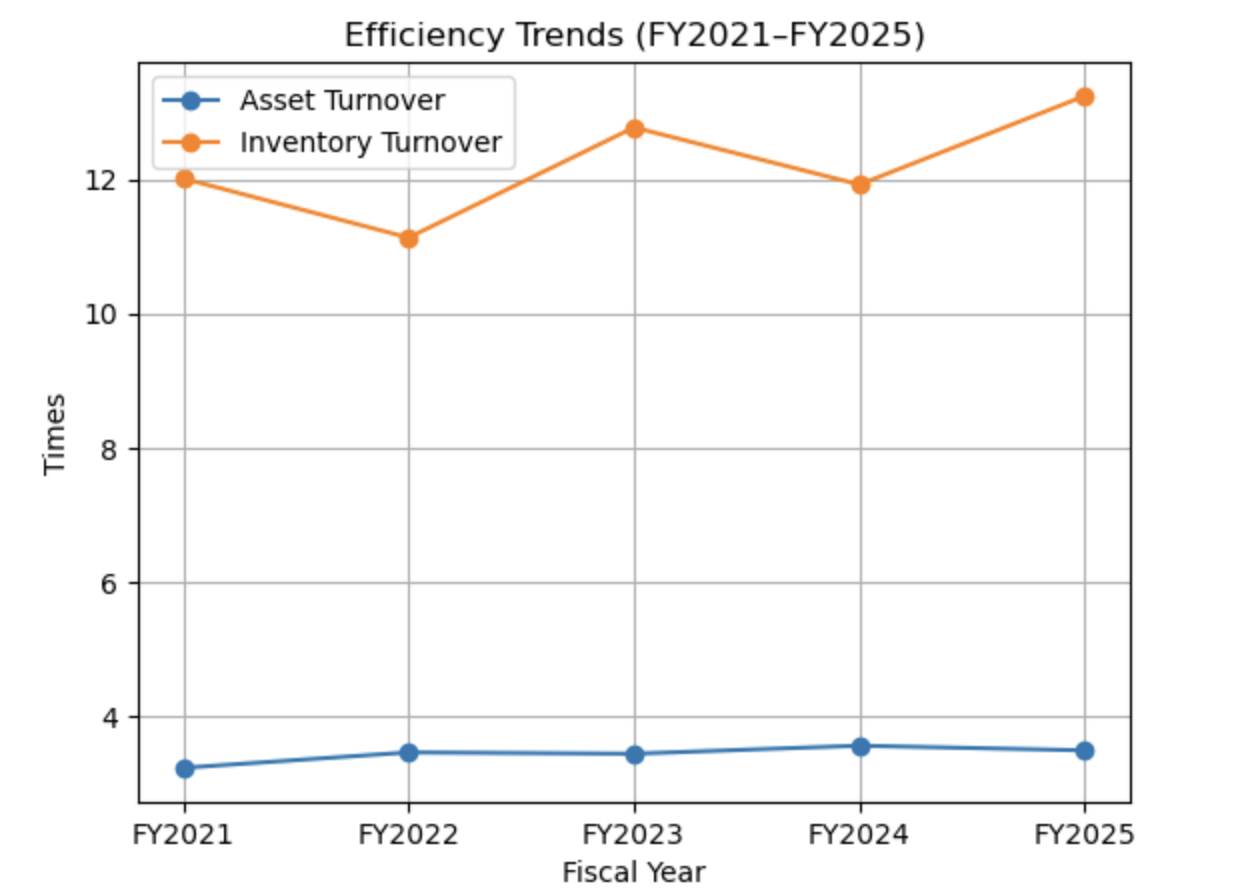 Efficiency Trends (FY2021–FY2025)
Asset Turnover
Inventory Turnover
12
10
8
6
4
Times
FY2021 FY2022 FY2023 FY2024 FY2025
Fiscal Year